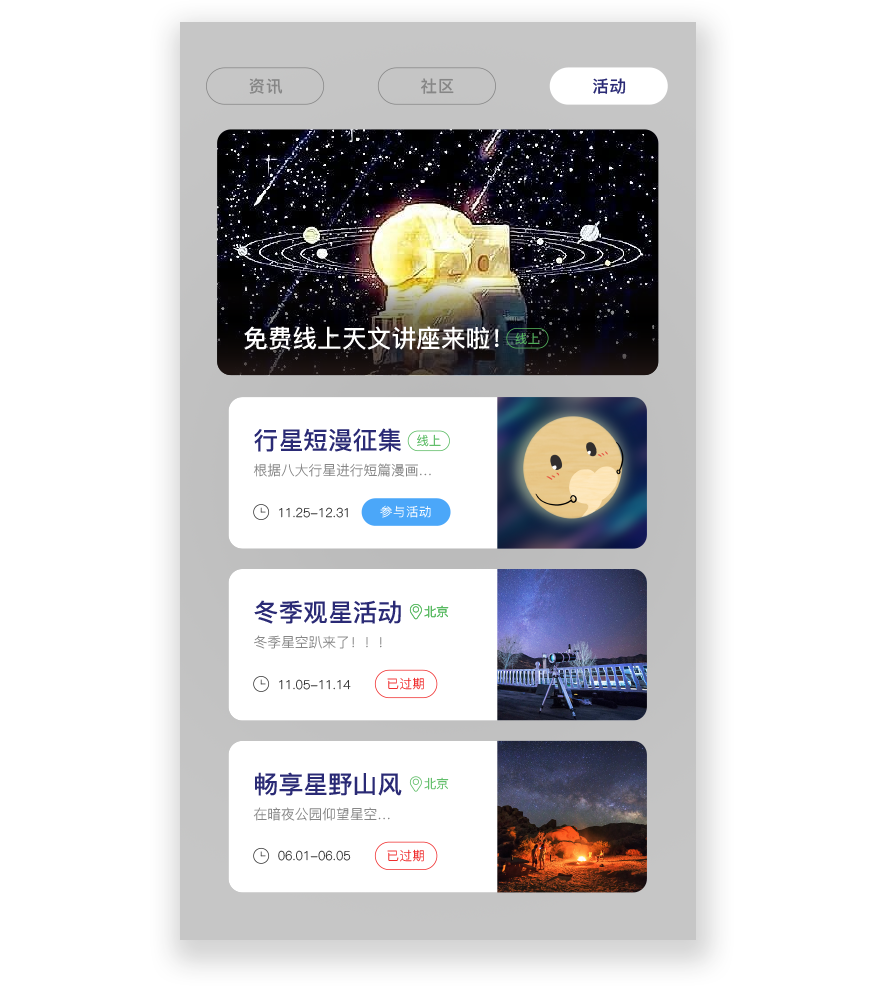 资讯 社区 活动
免费线上天文讲座来啦! 线上
行星短漫征集 线上
根据八大行星进行短篇漫画...
11.25-12.31 参与活动
冬季观星活动 北京
冬季星空趴来了！！！
11.05-11.14 已过期
畅享星野山风 北京
在暗夜公园仰望星空...
06.01-06.05 已过期